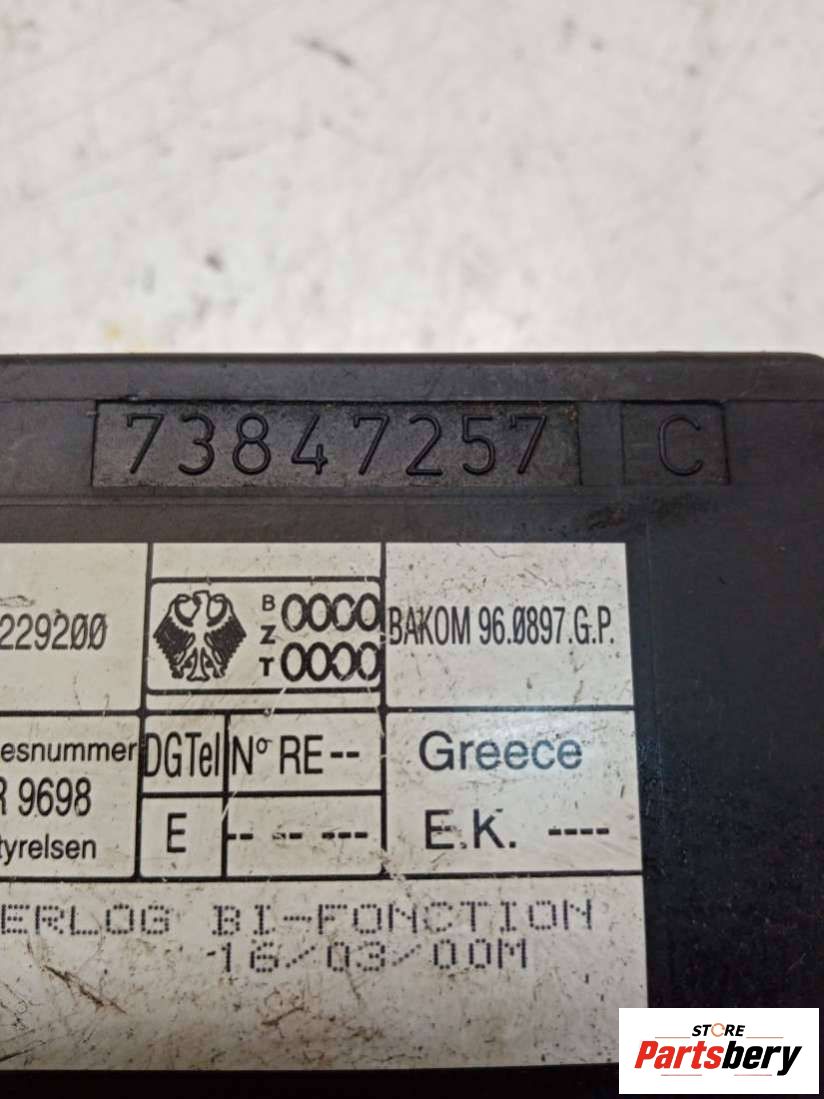 73847257 C
229200
B
Z
T
0000
0000
BAKOM 96.0897.G.P.
esnummer
R 9698
tyrelsen
DGTel
Nº RE--
E
-- -- ---
Greece
E.K. ----
ERLOG BI-FONCTION
16/03/00M
STORE
Partsbery